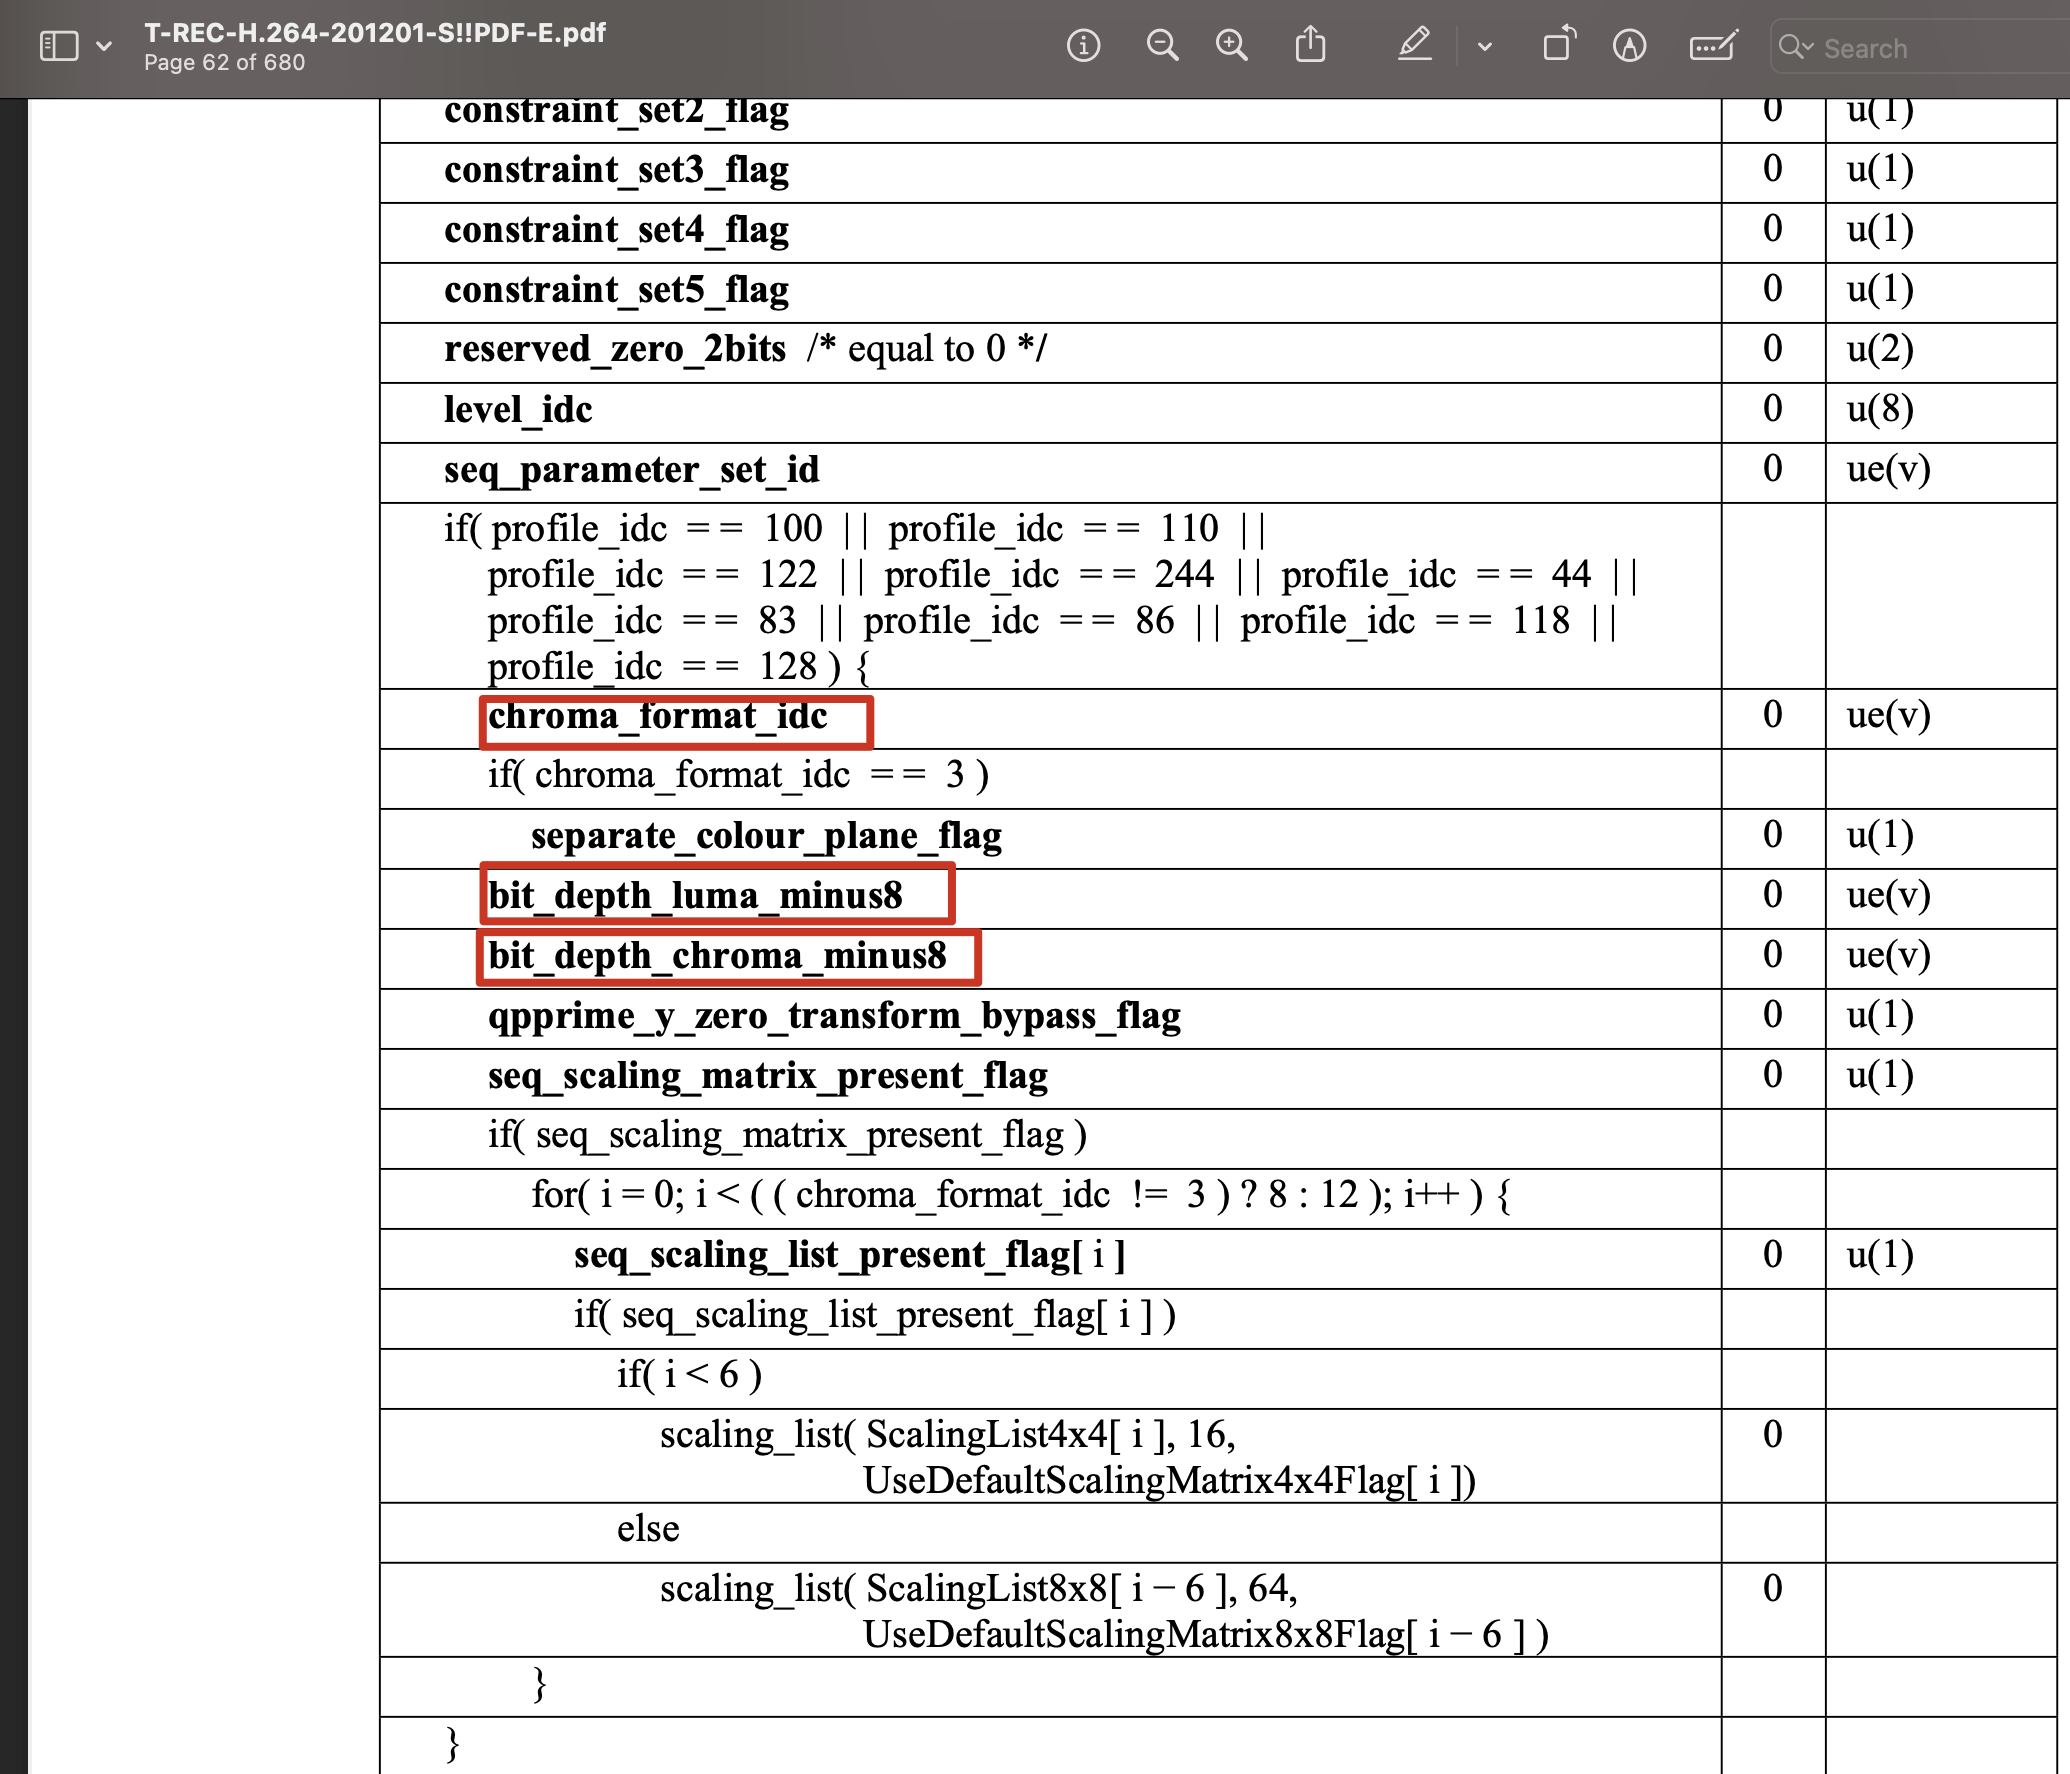 T-REC-H.264-201201-S!!PDF-E.pdf
Page 62 of 680
Search
constraint_set2_flag 0 u(1)
constraint_set3_flag 0 u(1)
constraint_set4_flag 0 u(1)
constraint_set5_flag 0 u(1)
reserved_zero_2bits /* equal to 0 */ 0 u(2)
level_idc 0 u(8)
seq_parameter_set_id 0 ue(v)
if( profile_idc = = 100 | | profile_idc = = 110 | |
profile_idc = = 122 | | profile_idc = = 244 | | profile_idc = = 44 | |
profile_idc = = 83 | | profile_idc = = 86 | | profile_idc = = 118 | |
profile_idc = = 128 ) {
chroma_format_idc 0 ue(v)
if( chroma_format_idc = = 3 )
separate_colour_plane_flag 0 u(1)
bit_depth_luma_minus8 0 ue(v)
bit_depth_chroma_minus8 0 ue(v)
qpprime_y_zero_transform_bypass_flag 0 u(1)
seq_scaling_matrix_present_flag 0 u(1)
if( seq_scaling_matrix_present_flag )
for( i = 0; i < ( ( chroma_format_idc != 3 ) ? 8 : 12 ); i++ ) {
seq_scaling_list_present_flag[ i ] 0 u(1)
if( seq_scaling_list_present_flag[ i ] )
if( i < 6 )
scaling_list( ScalingList4x4[ i ], 16, 0
UseDefaultScalingMatrix4x4Flag[ i ])
else
scaling_list( ScalingList8x8[ i − 6 ], 64, 0
UseDefaultScalingMatrix8x8Flag[ i − 6 ] )
}
}